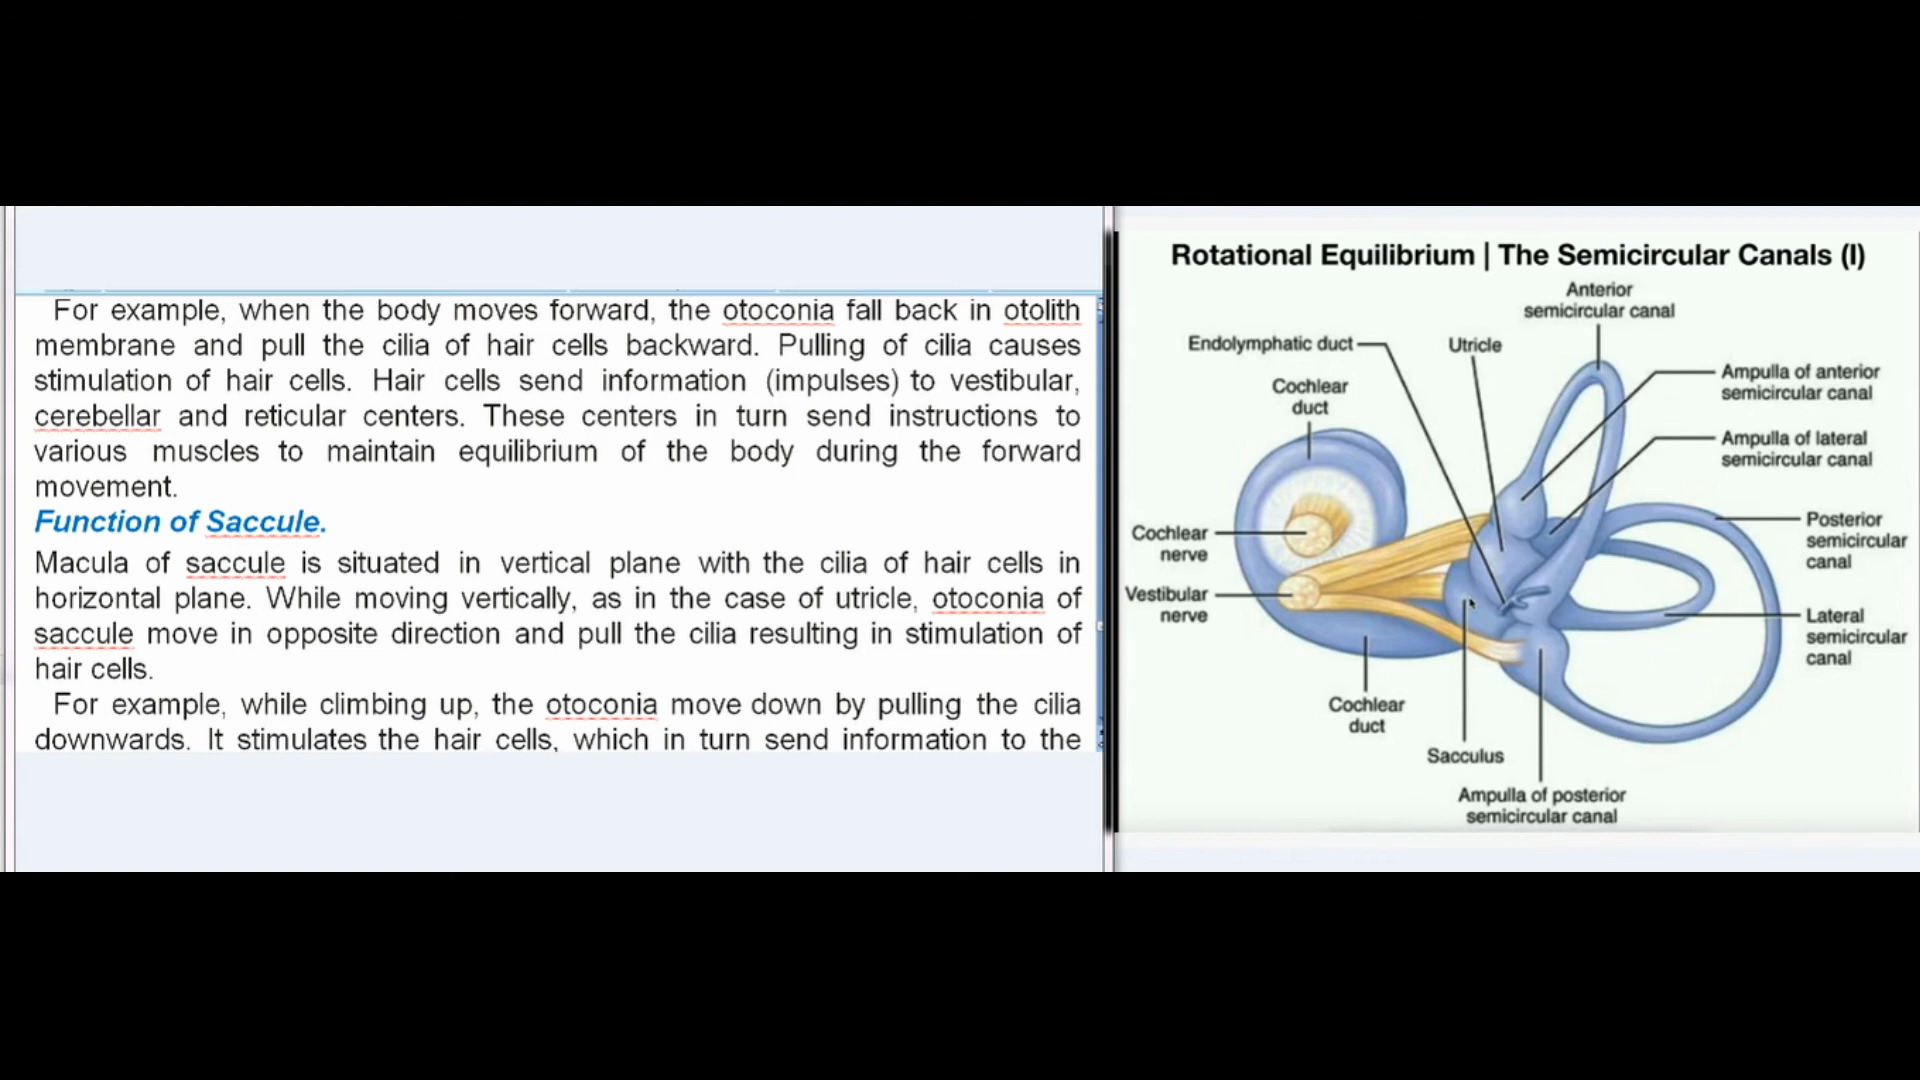 For example, when the body moves forward, the otoconia fall back in otolith
membrane and pull the cilia of hair cells backward. Pulling of cilia causes
stimulation of hair cells. Hair cells send information (impulses) to vestibular,
cerebellar and reticular centers. These centers in turn send instructions to
various muscles to maintain equilibrium of the body during the forward
movement.
Function of Saccule.
Macula of saccule is situated in vertical plane with the cilia of hair cells in
horizontal plane. While moving vertically, as in the case of utricle, otoconia of
saccule move in opposite direction and pull the cilia resulting in stimulation of
hair cells.
For example, while climbing up, the otoconia move down by pulling the cilia
downwards. It stimulates the hair cells, which in turn send information to the
Rotational Equilibrium | The Semicircular Canals (I)
Anterior
semicircular canal
Endolymphatic duct
Utricle
Ampulla of anterior
semicircular canal
Cochlear
duct
Ampulla of lateral
semicircular canal
Cochlear
nerve
Posterior
semicircular
canal
Vestibular
nerve
Lateral
semicircular
canal
Cochlear
duct
Sacculus
Ampulla of posterior
semicircular canal